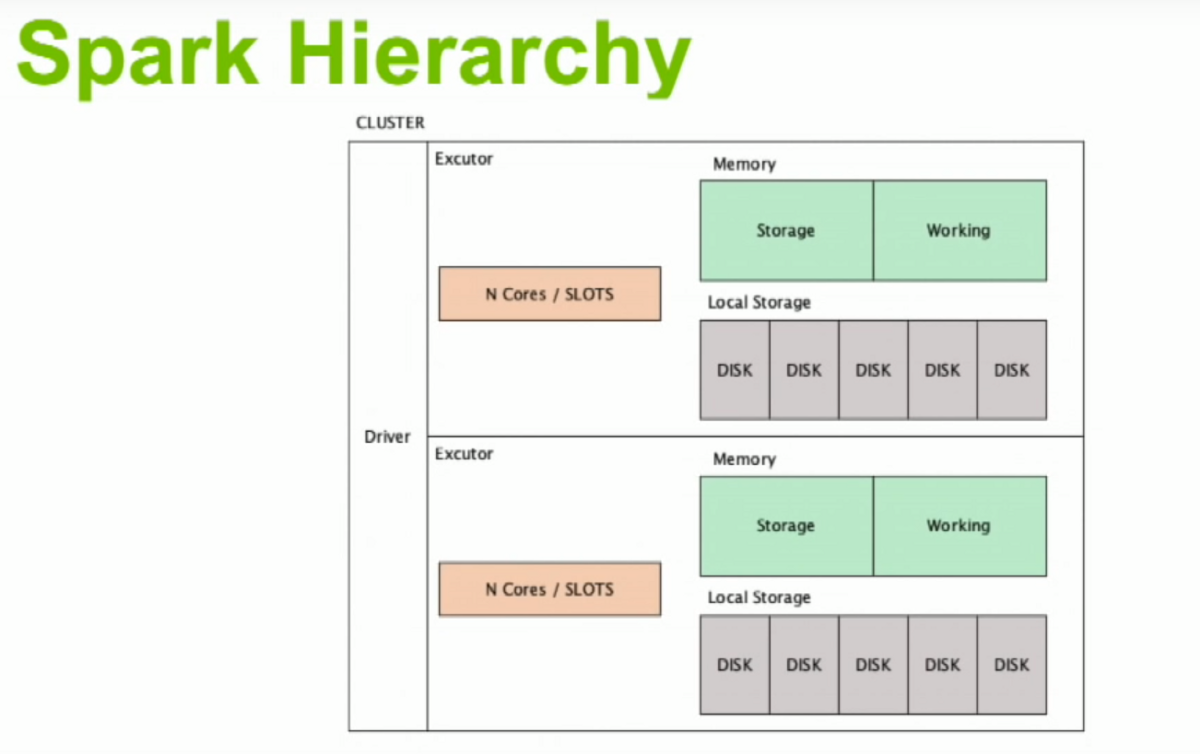 Spark Hierarchy
CLUSTER
Excutor
Memory
Storage
Working
N Cores / SLOTS
Local Storage
DISK
DISK
DISK
DISK
DISK
Driver
Excutor
Memory
Storage
Working
N Cores / SLOTS
Local Storage
DISK
DISK
DISK
DISK
DISK